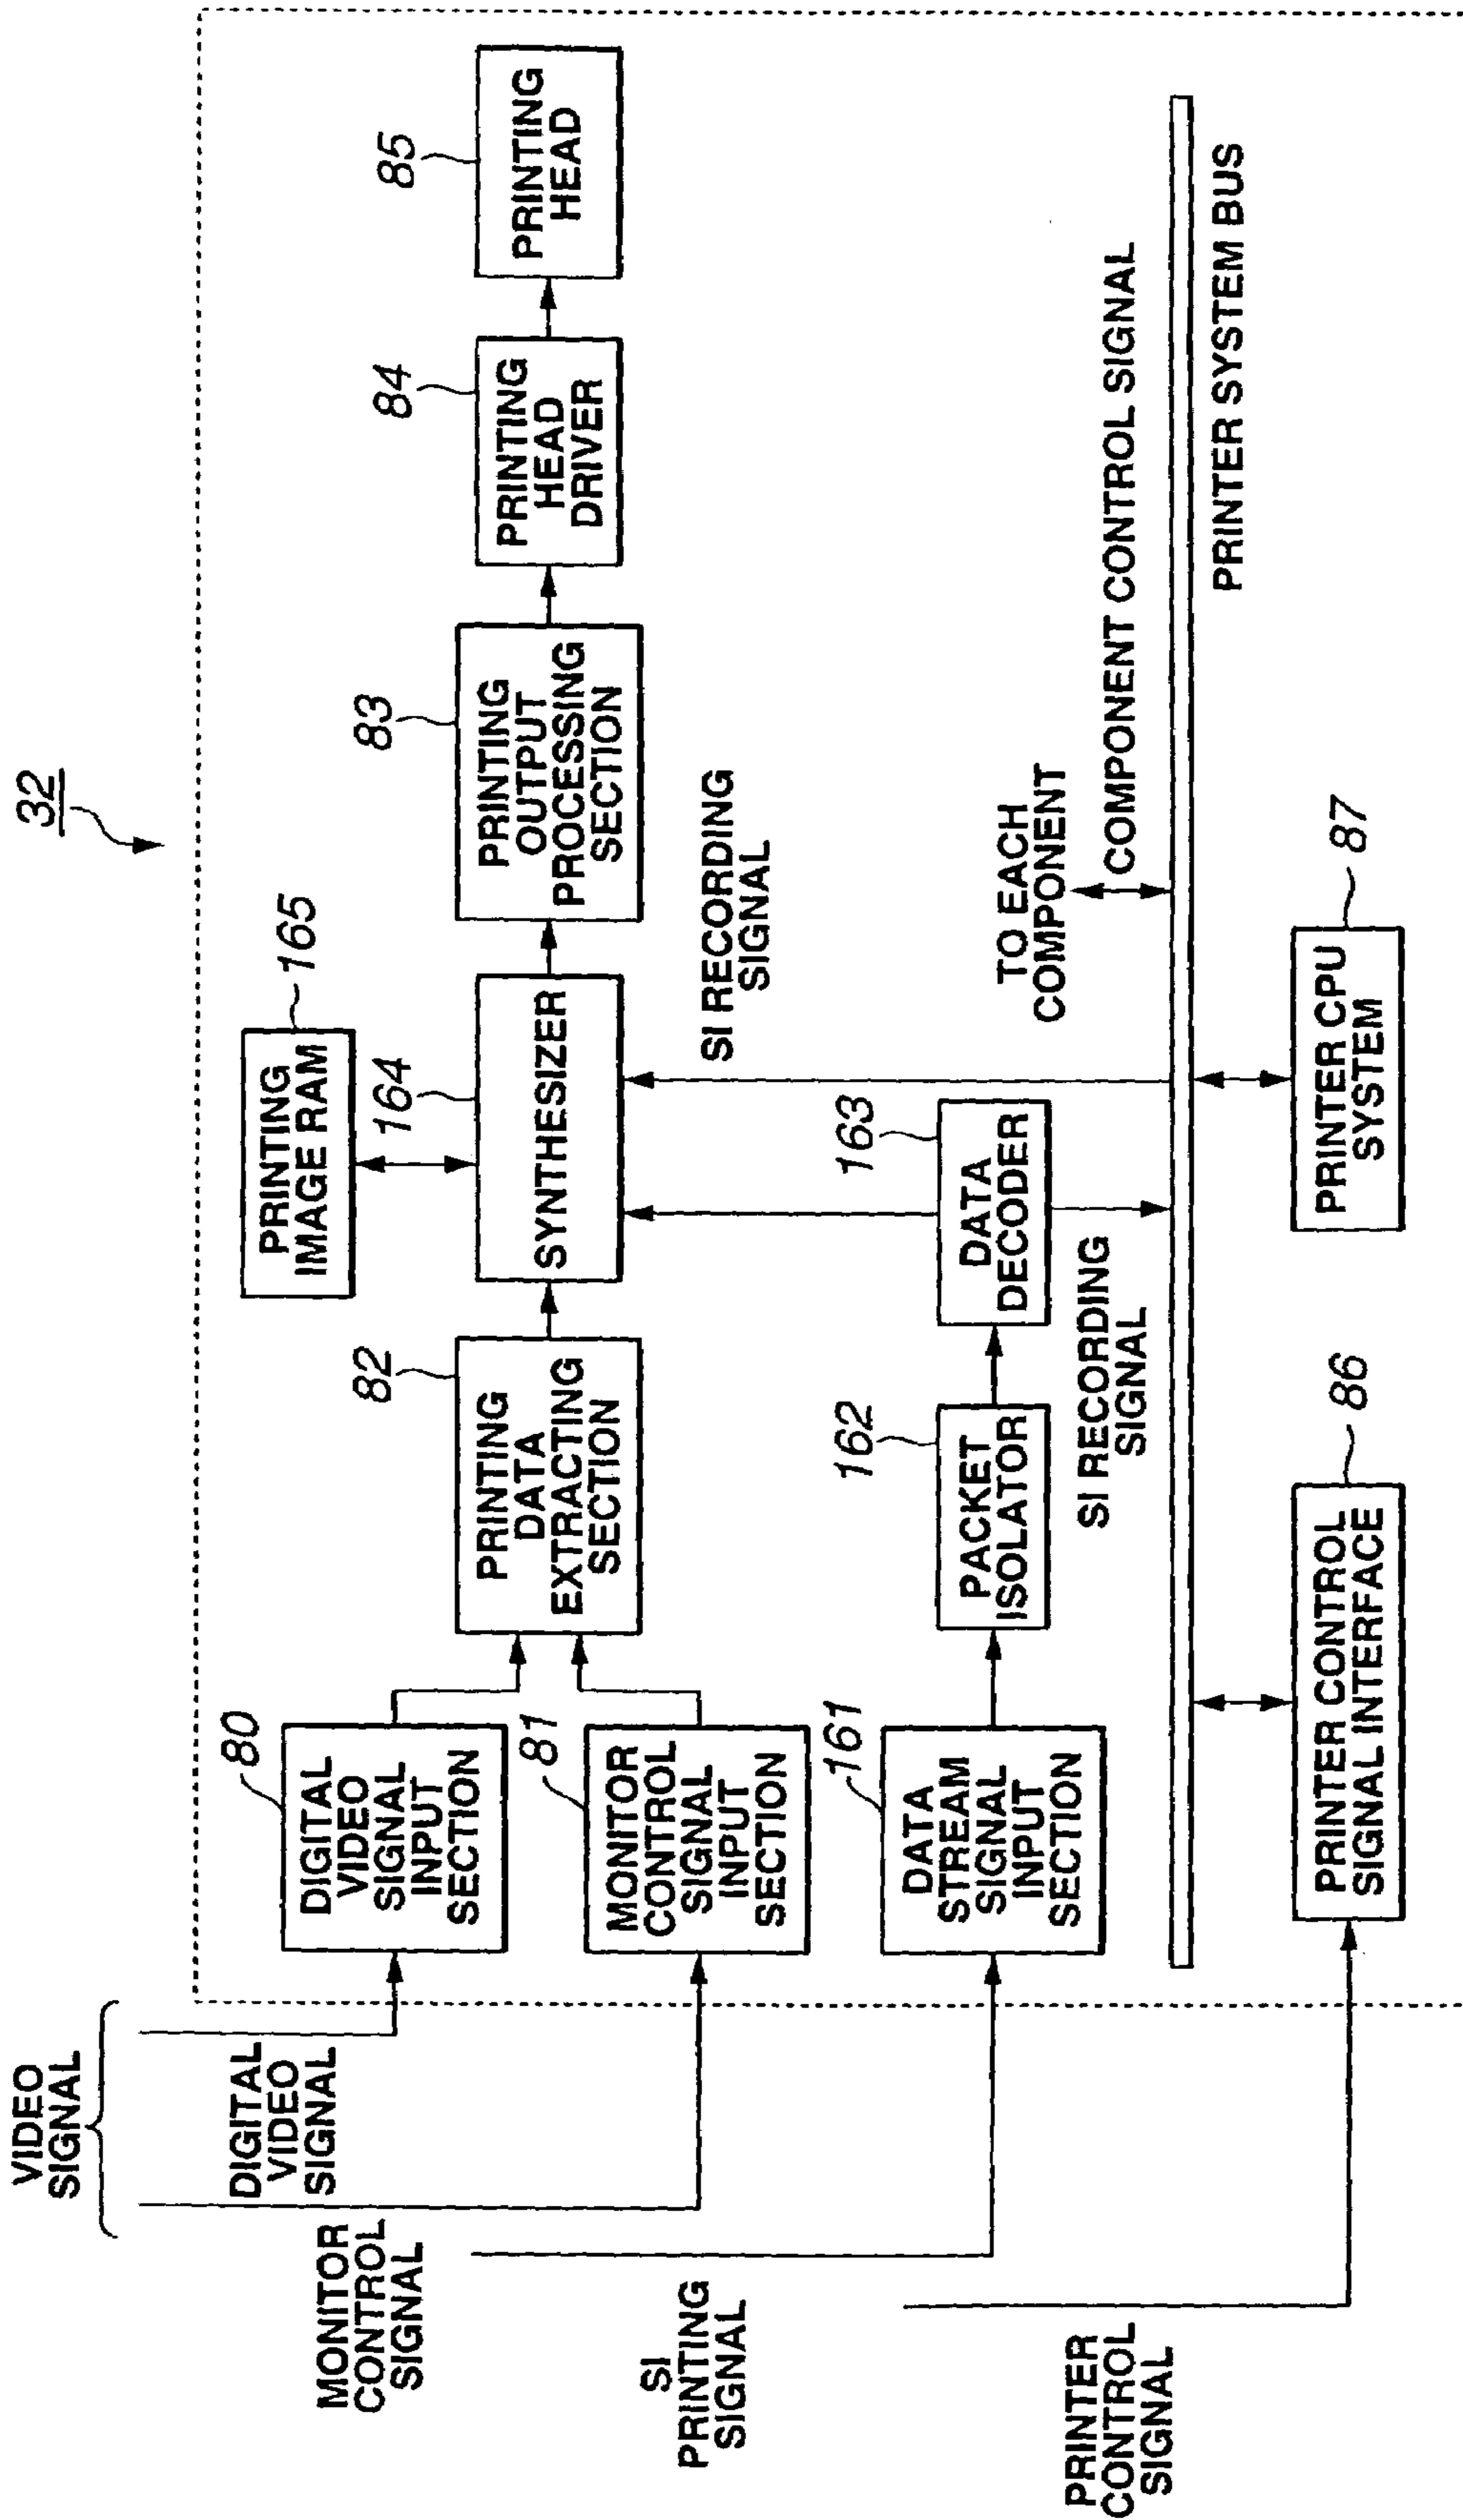 32
VIDEO
SIGNAL
DIGITAL
VIDEO
SIGNAL
MONITOR
CONTROL
SIGNAL
SI
PRINTING
SIGNAL
PRINTER
CONTROL
SIGNAL
80
DIGITAL
VIDEO
SIGNAL
INPUT
SECTION
81
MONITOR
CONTROL
SIGNAL
INPUT
SECTION
161
DATA
STREAM
SIGNAL
INPUT
SECTION
82
PRINTING
DATA
EXTRACTING
SECTION
162
PACKET
ISOLATOR
163
DATA
DECODER
SI RECORDING
SIGNAL
PRINTING
IMAGE RAM
165
164
SYNTHESIZER
SI RECORDING
SIGNAL
83
PRINTING
OUTPUT
PROCESSING
SECTION
84
PRINTING
HEAD
DRIVER
85
PRINTING
HEAD
TO EACH
COMPONENT
COMPONENT CONTROL SIGNAL
PRINTER SYSTEM BUS
86
PRINTER CONTROL
SIGNAL INTERFACE
87
PRINTER CPU
SYSTEM